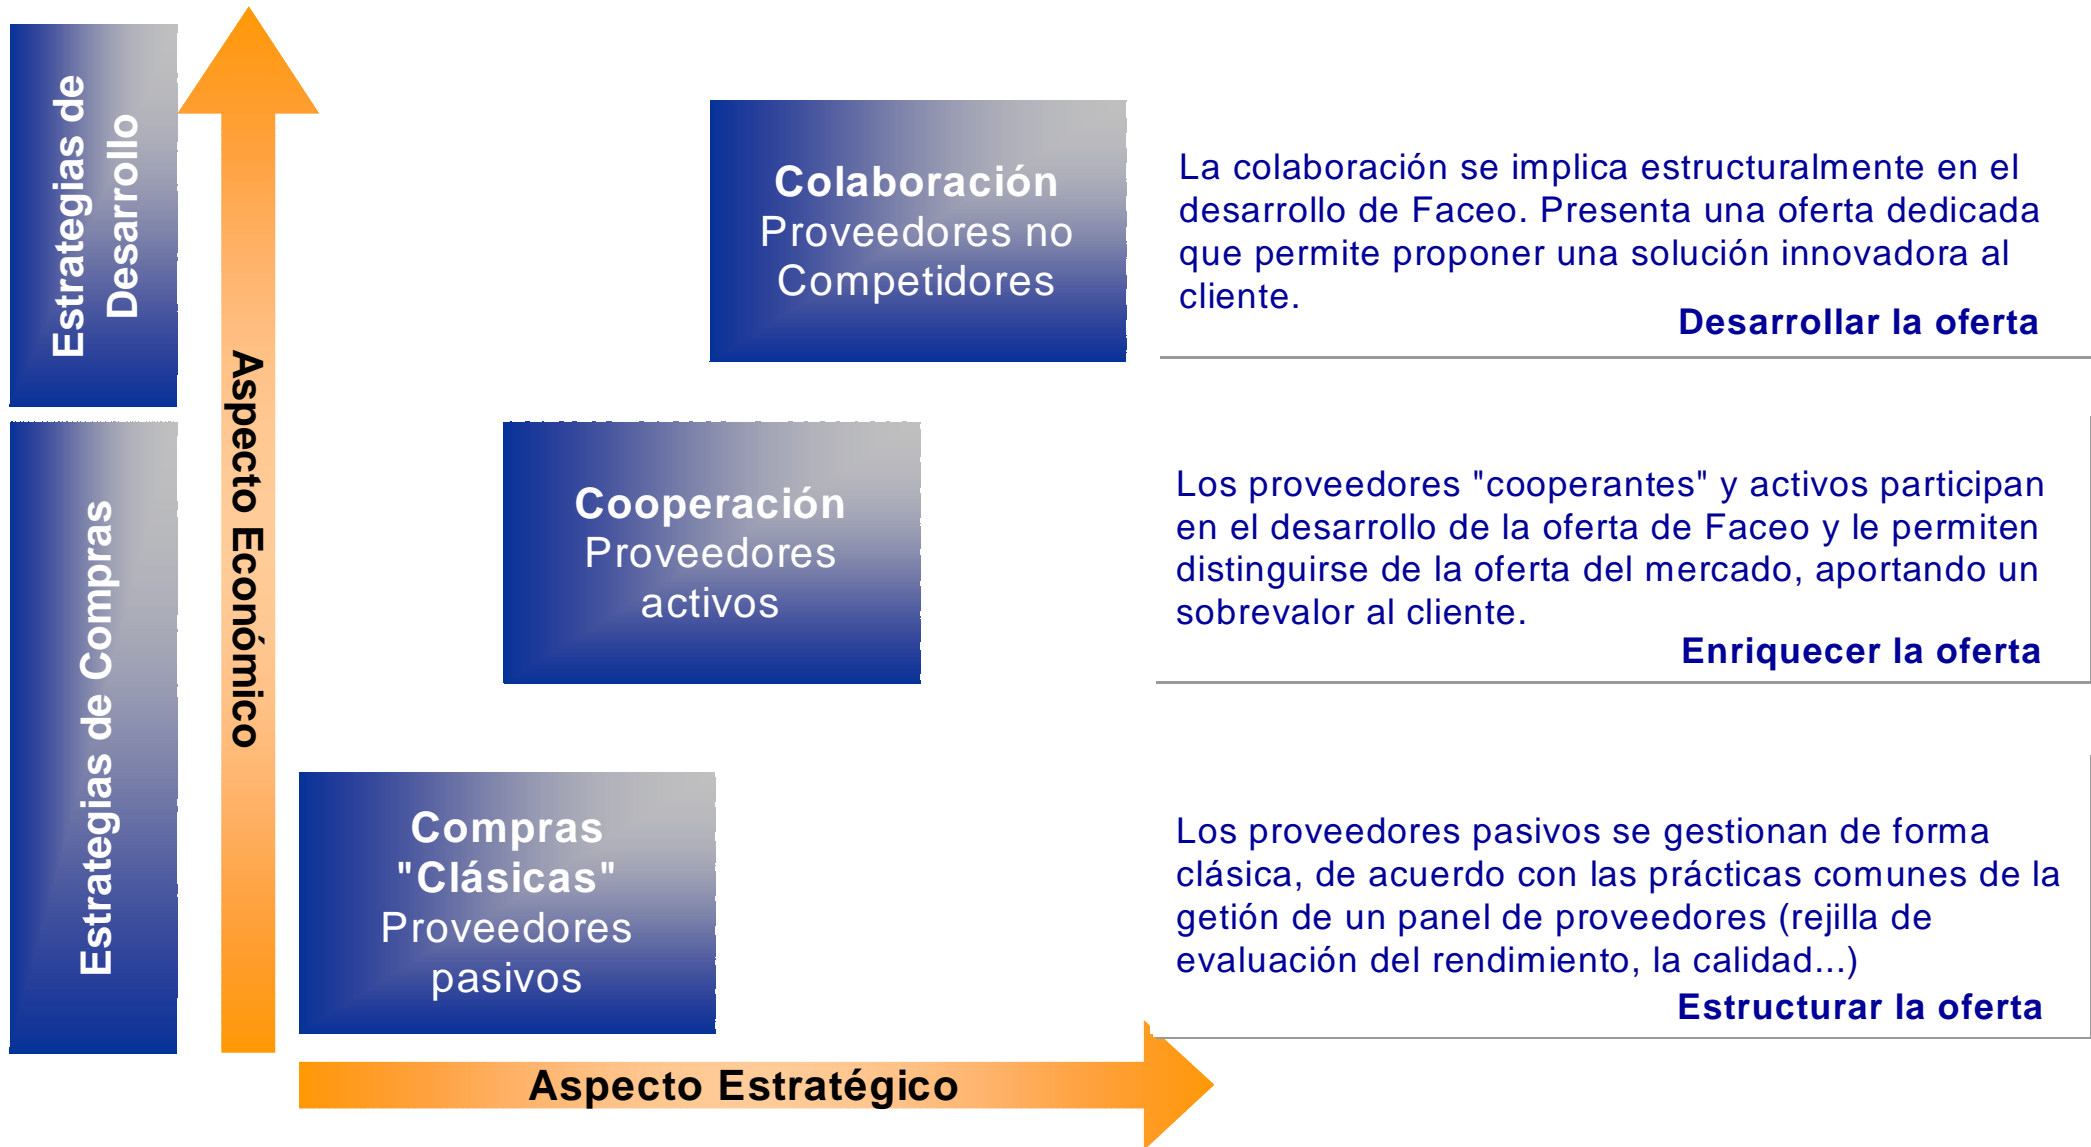 Estrategias de
Desarrollo
Colaboración
Proveedores no
Competidores
La colaboración se implica estructuralmente en el
desarrollo de Faceo. Presenta una oferta dedicada
que permite proponer una solución innovadora al
cliente.
Desarrollar la oferta
Aspecto Económico
Estrategias de Compras
Cooperación
Proveedores
activos
Los proveedores "cooperantes" y activos participan
en el desarrollo de la oferta de Faceo y le permiten
distinguirse de la oferta del mercado, aportando un
sobrevalor al cliente.
Enriquecer la oferta
Compras
"Clásicas"
Proveedores
pasivos
Los proveedores pasivos se gestionan de forma
clásica, de acuerdo con las prácticas comunes de la
getión de un panel de proveedores (rejilla de
evaluación del rendimiento, la calidad...)
Estructurar la oferta
Aspecto Estratégico